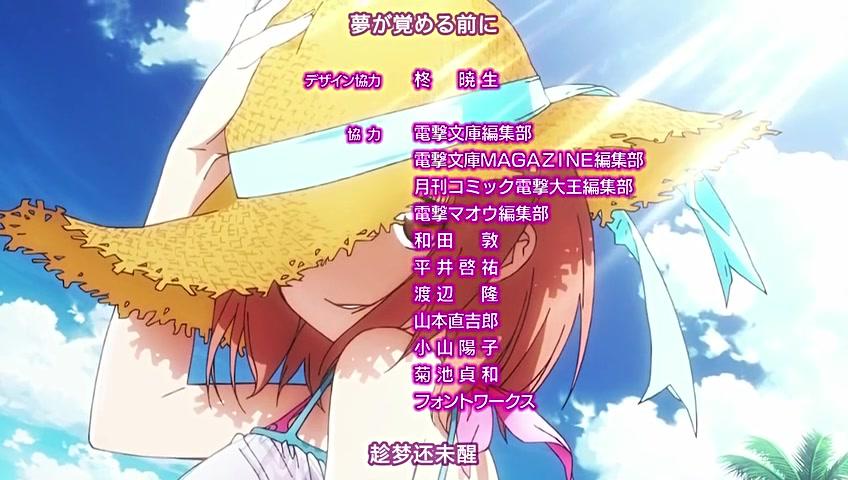 夢が覚める前に
デザイン協力 柊 暁生
協力 電撃文庫編集部
電撃文庫MAGAZINE編集部
月刊コミック電撃大王編集部
電撃マオウ編集部
和田 敦
平井啓祐
渡辺 隆
山本直吉郎
小山陽子
菊池貞和
フォントワークス
趁梦还未醒